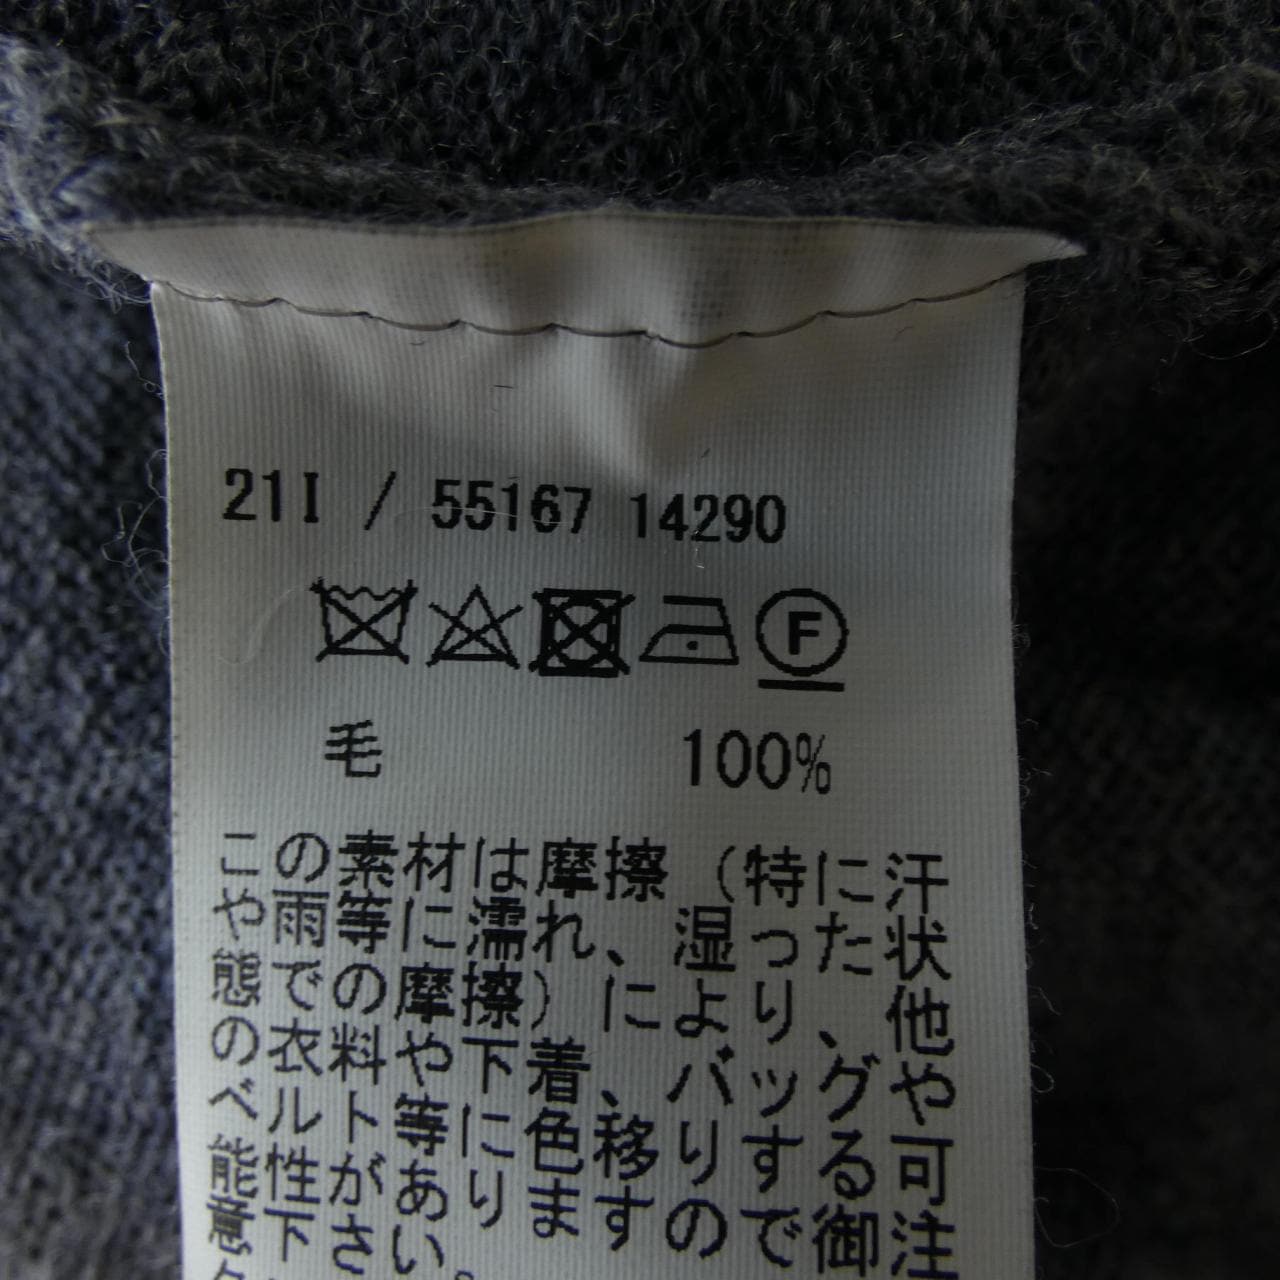 21I / 55167 14290
F
毛 100%
この素材は摩擦（特に汗
や雨等に濡れ、湿った状
態での摩擦）により、他
の衣料や下着、バッグや
ベルト等に色移りする可
能性がありますので御注
意下さい。